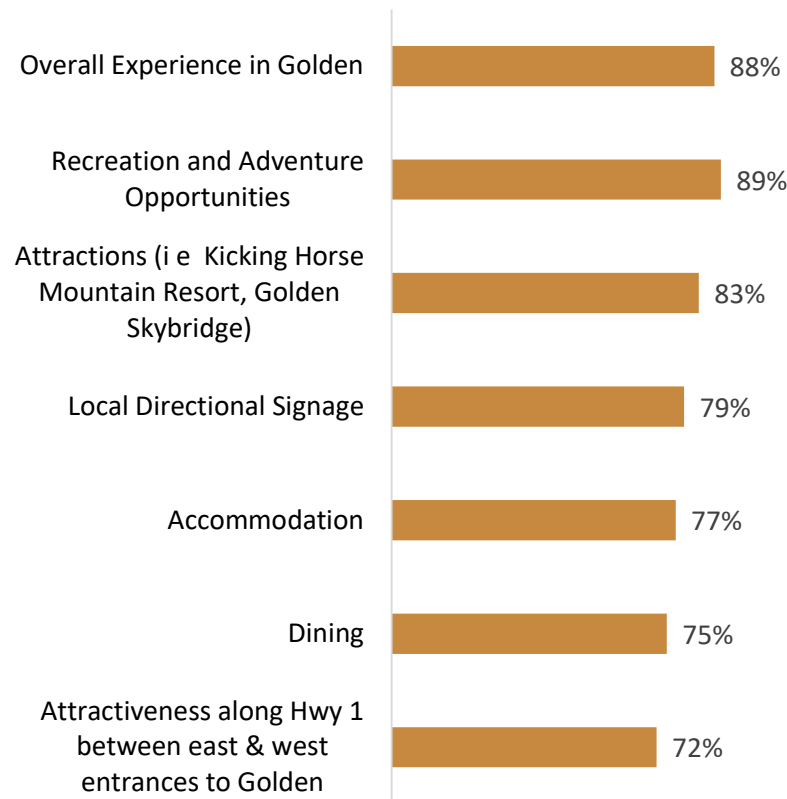 Overall Experience in Golden
88%
Recreation and Adventure
Opportunities
89%
Attractions (i e  Kicking Horse
Mountain Resort, Golden
Skybridge)
83%
Local Directional Signage
79%
Accommodation
77%
Dining
75%
Attractiveness along Hwy 1
between east & west
entrances to Golden
72%